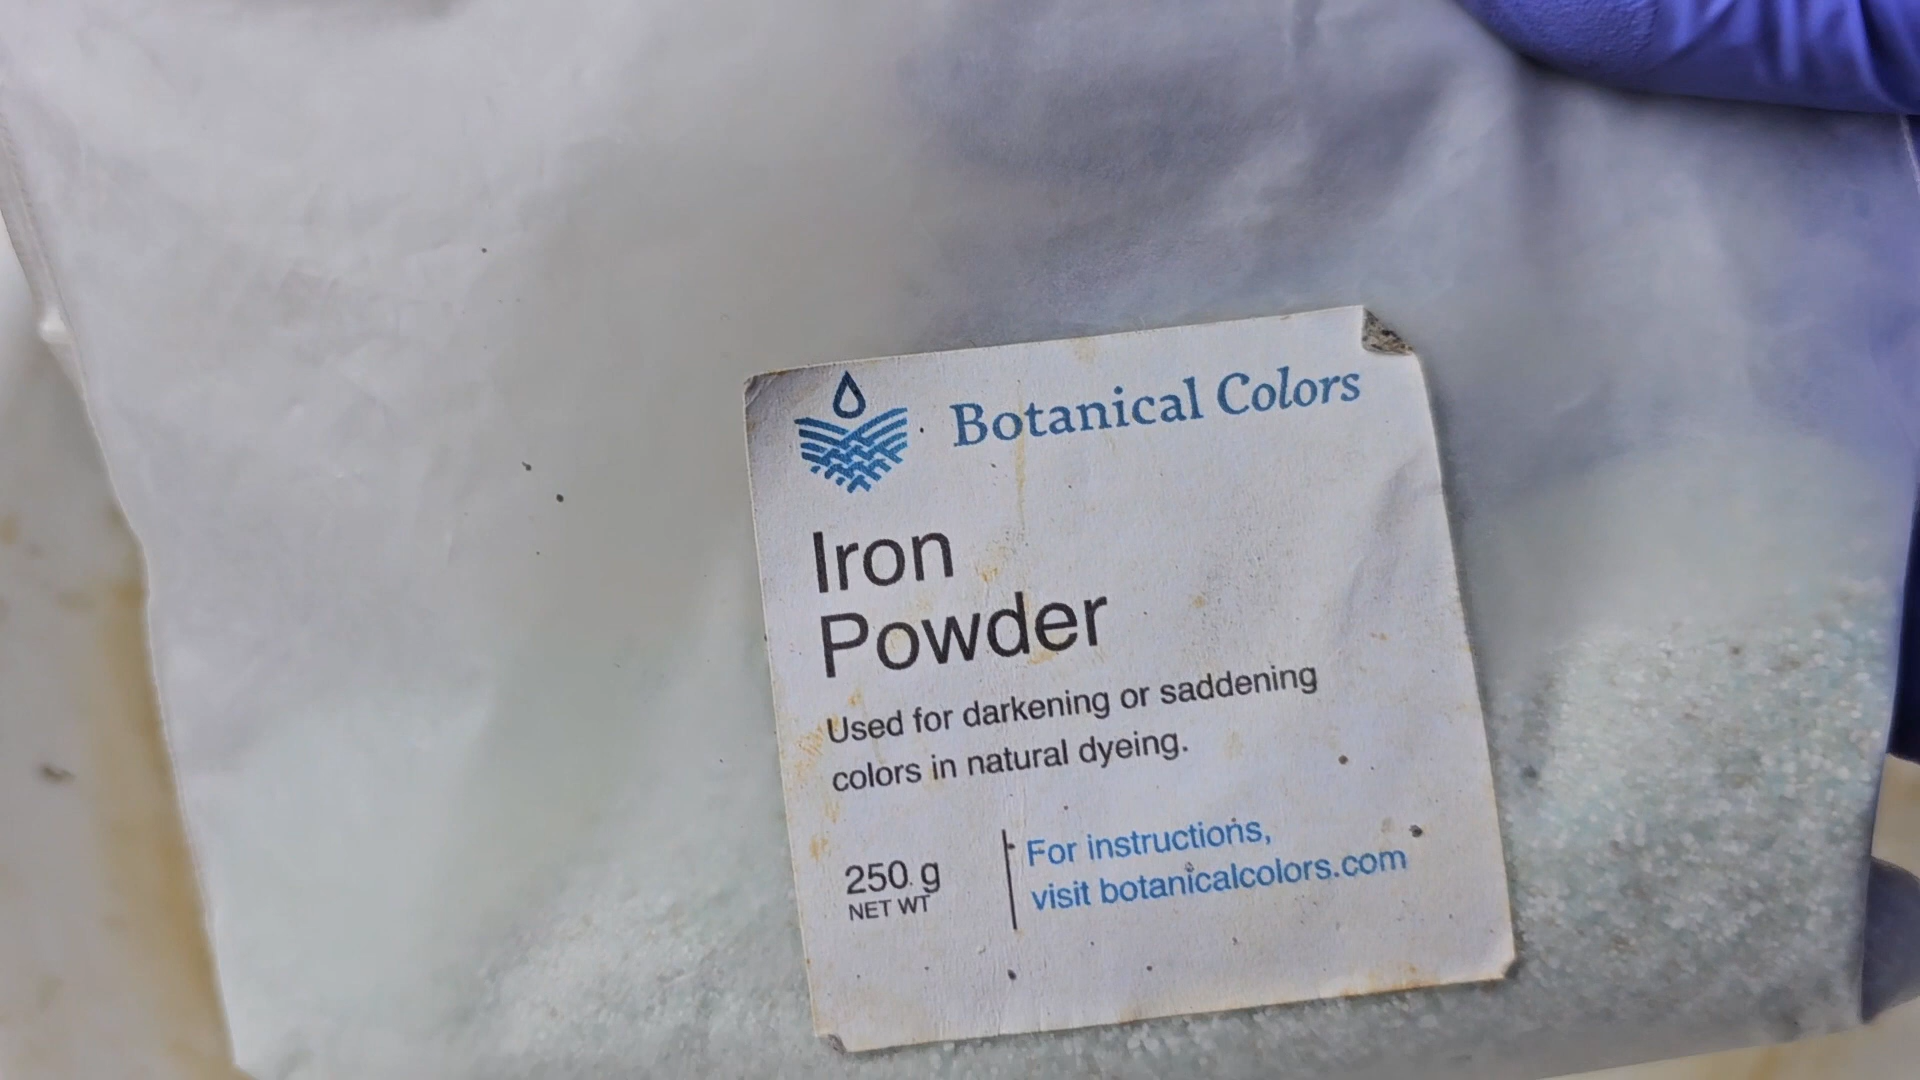 Botanical Colors
Iron
Powder
Used for darkening or saddening
colors in natural dyeing.
250 g
NET WT
For instructions,
visit botanicalcolors.com